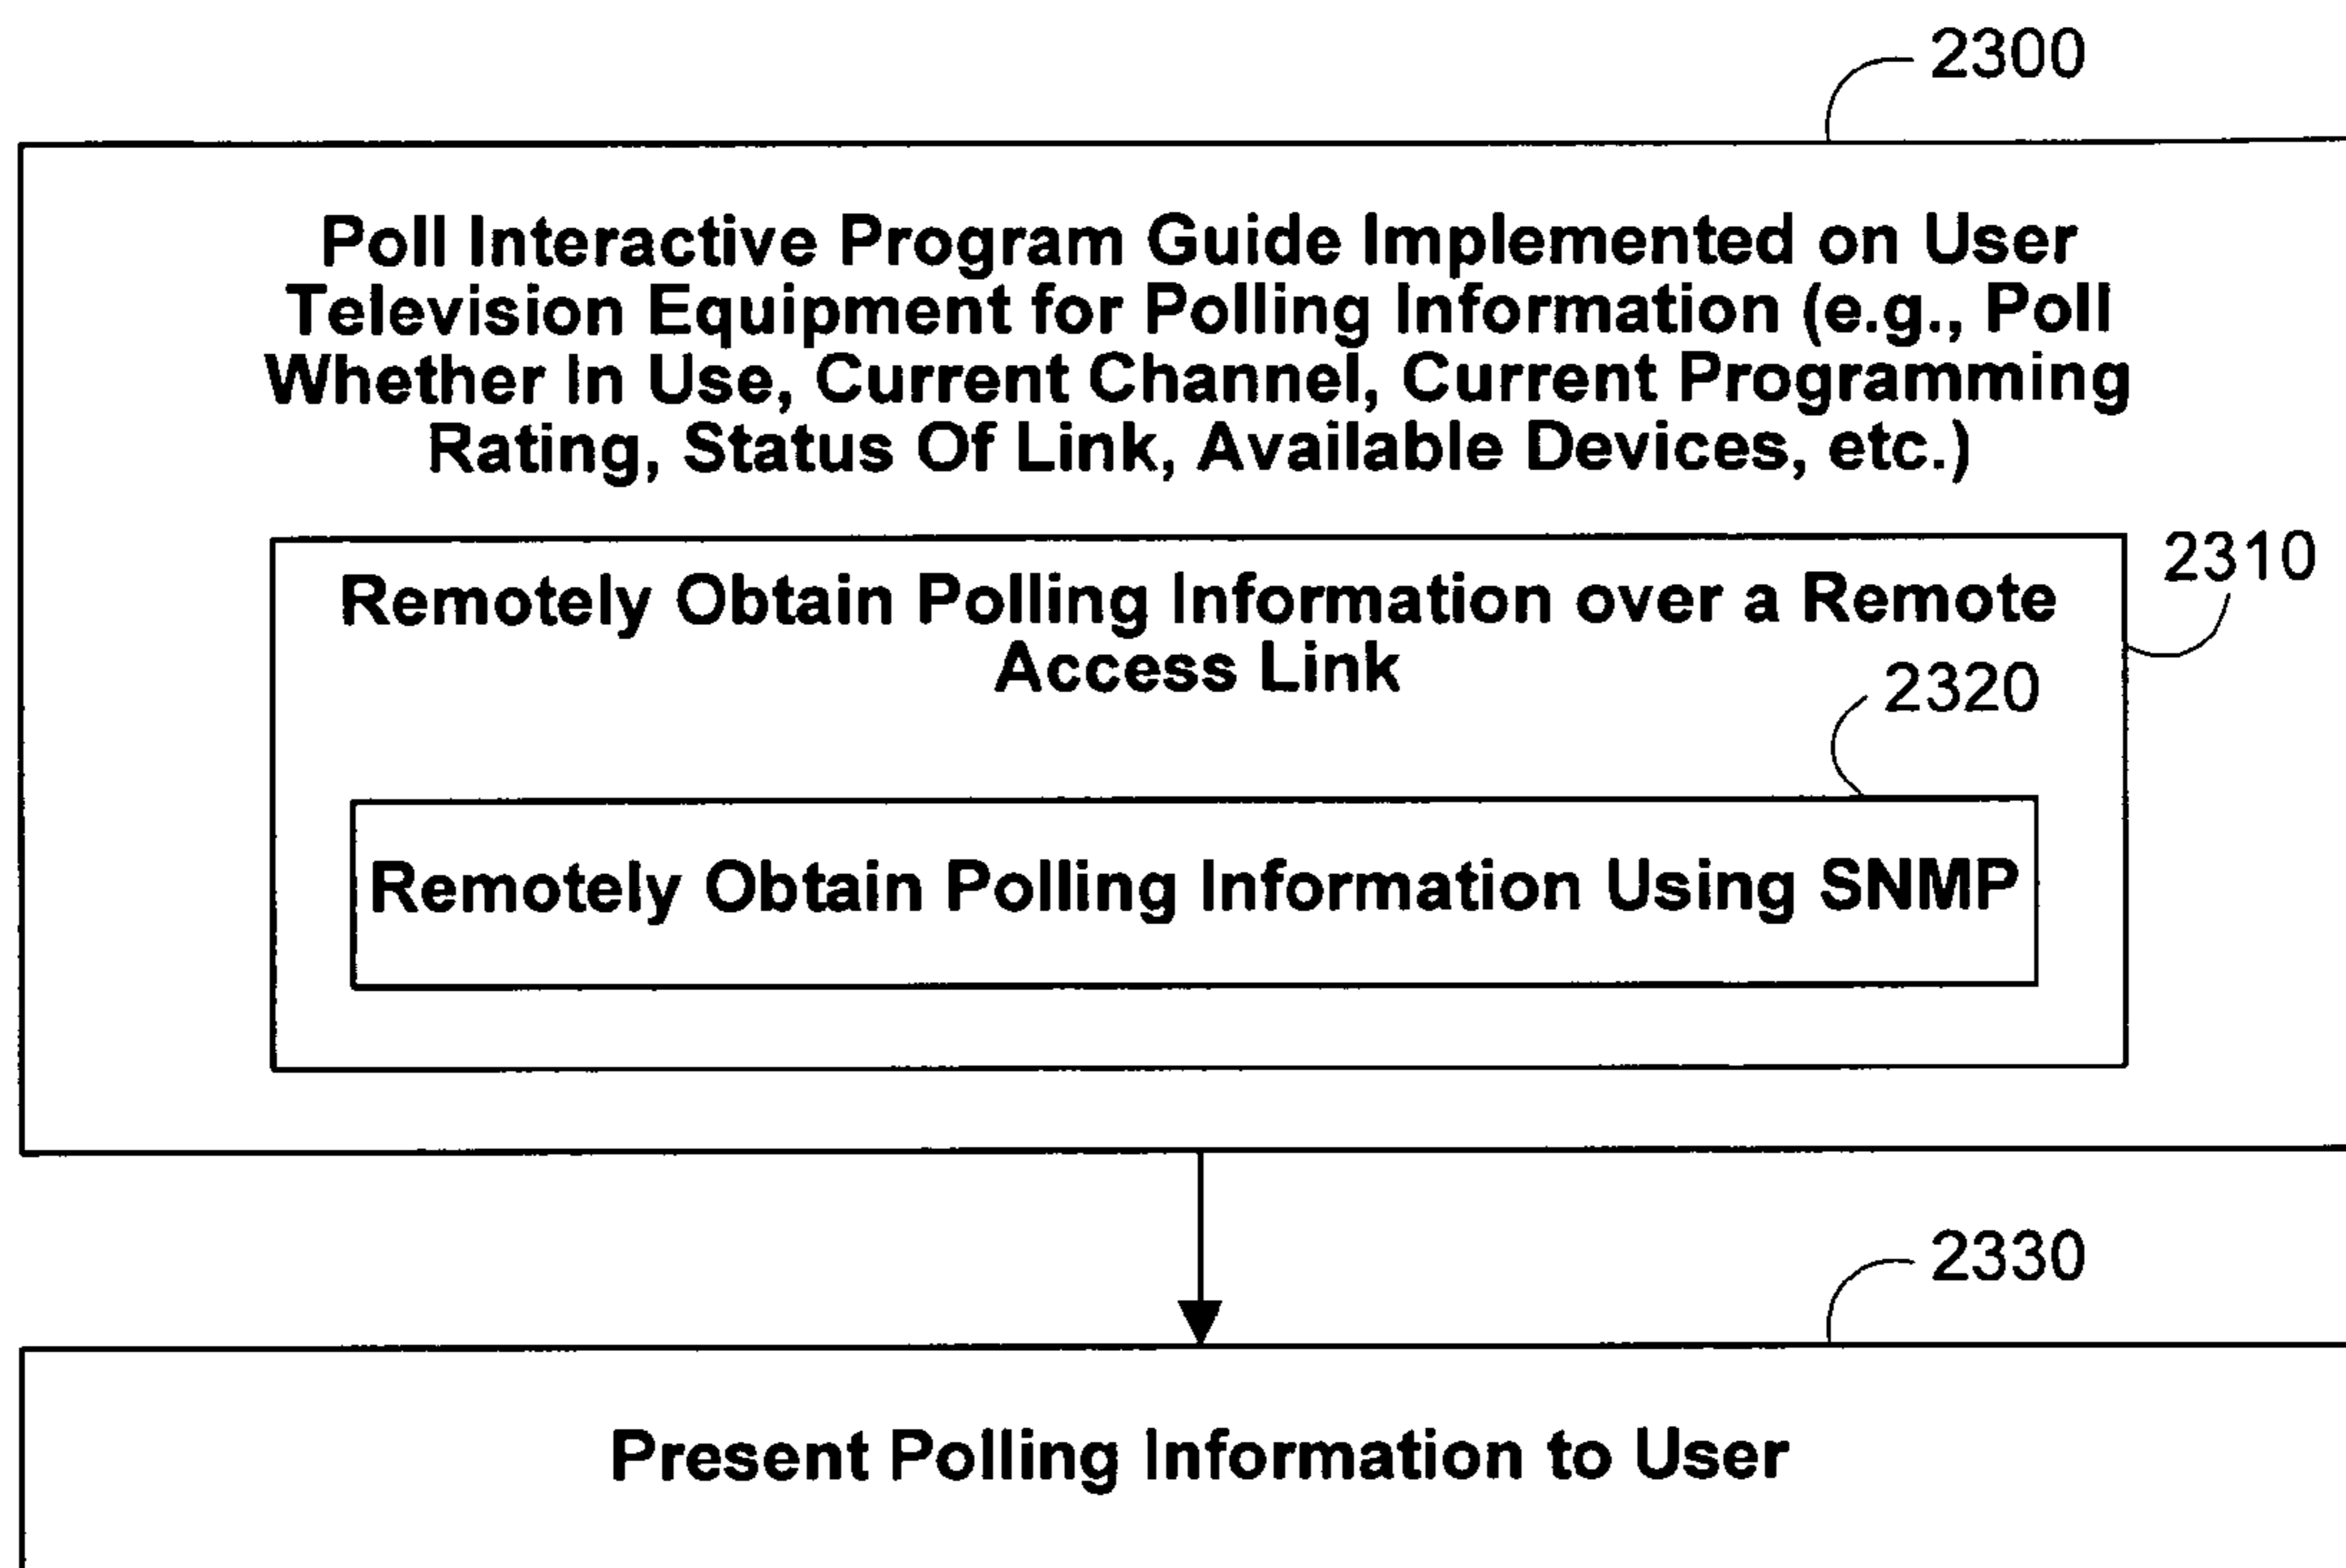 2300
Poll Interactive Program Guide Implemented on User
Television Equipment for Polling Information (e.g., Poll
Whether In Use, Current Channel, Current Programming
Rating, Status Of Link, Available Devices, etc.)
2310
Remotely Obtain Polling Information over a Remote
Access Link
2320
Remotely Obtain Polling Information Using SNMP
2330
Present Polling Information to User